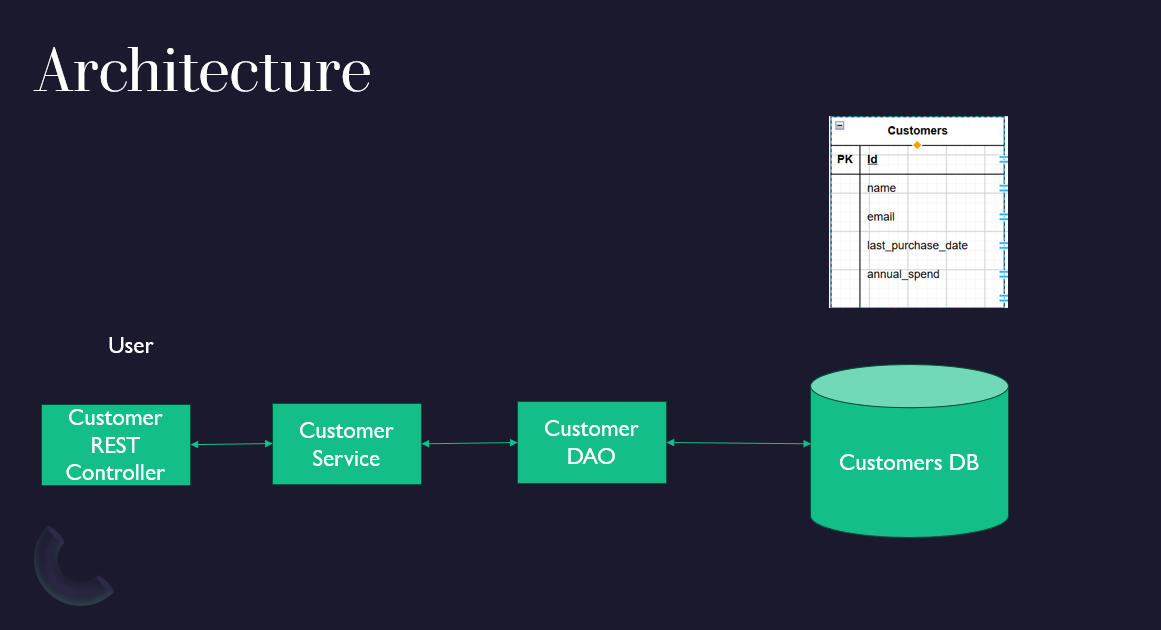 Architecture
Customers
PK Id
name
email
last_purchase_date
annual_spend
User
Customer
REST
Controller
Customer
Service
Customer
DAO
Customers DB